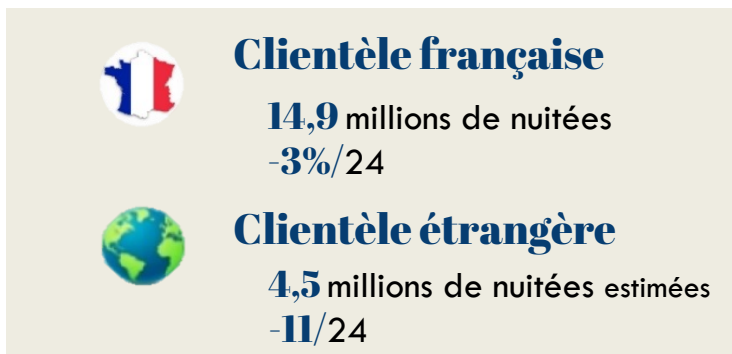 Clientèle française
14,9 millions de nuitées
-3%/24
Clientèle étrangère
4,5 millions de nuitées estimées
-11/24